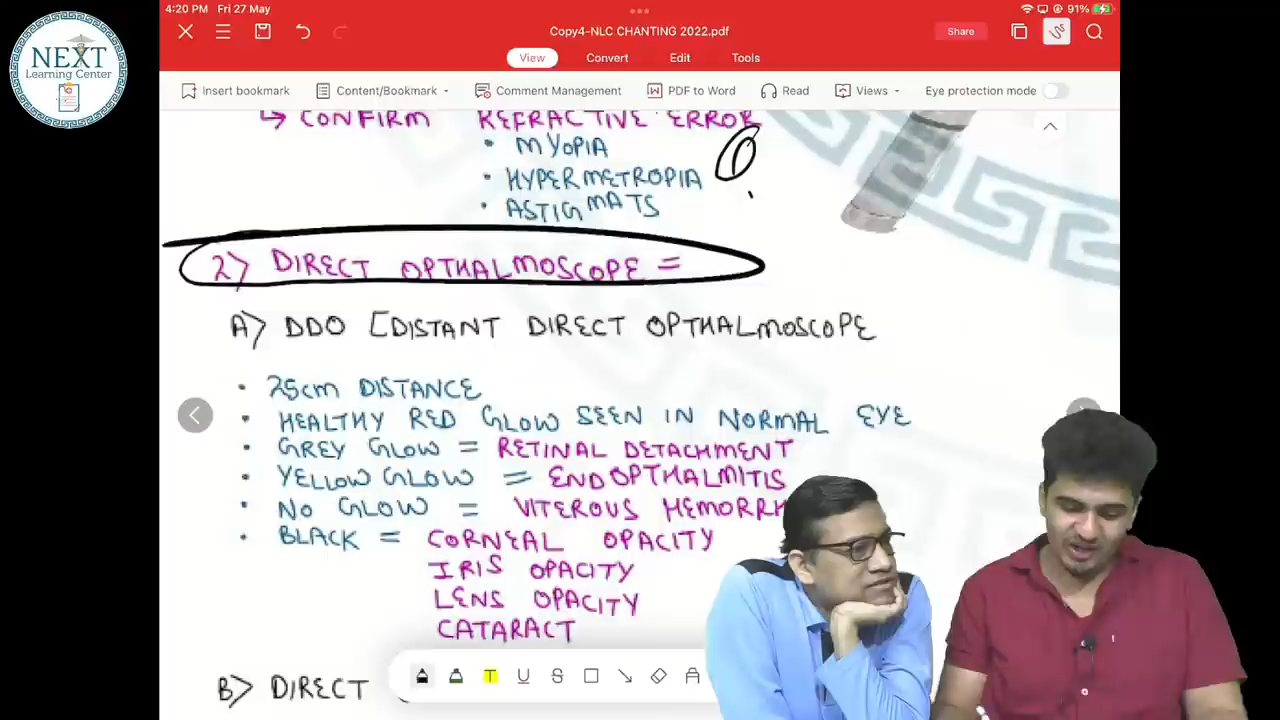 4:20 PM Fri 27 May
91%
NEXT
Learning Center
Copy4-NLC CHANTING 2022.pdf
Share
View
Convert
Edit
Tools
Insert bookmark
Content/Bookmark
Comment Management
PDF to Word
Read
Views
Eye protection mode
↳ CONFIRM REFRACTIVE ERROR
• MYOPIA
• HYPERMETROPIA
• ASTIGMATS
2> DIRECT OPTHALMOSCOPE =
A> DDO [DISTANT DIRECT OPTHALMOSCOPE
• 25cm DISTANCE
• HEALTHY RED GLOW SEEN IN NORMAL EYE
• GREY GLOW = RETINAL DETACHMENT
• YELLOW GLOW = ENDOPTHALMITIS
• NO GLOW = VITEROUS HEMORRH
• BLACK = CORNEAL OPACITY
IRIS OPACITY
LENS OPACITY
CATARACT
B> DIRECT